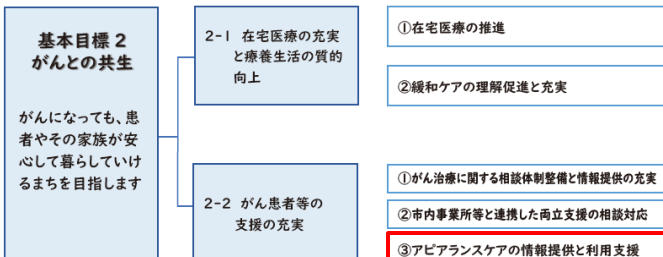 基本目標2
がんとの共生
がんになっても、患
者やその家族が安
心して暮らしていけ
るまちを目指します
2-1 在宅医療の充実
と療養生活の質的
向上
①在宅医療の推進
②緩和ケアの理解促進と充実
2-2 がん患者等の
支援の充実
①がん治療に関する相談体制整備と情報提供の充実
②市内事業所等と連携した両立支援の相談対応
③アピアランスケアの情報提供と利用支援